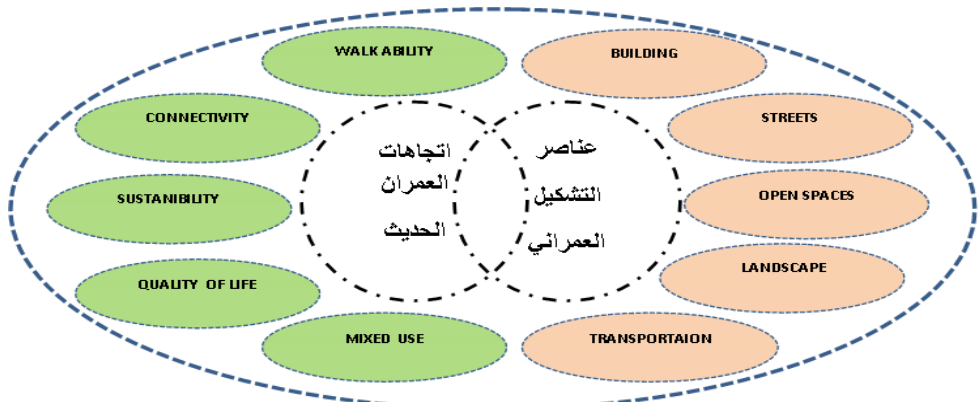 WALK ABILITY
BUILDING
CONNECTIVITY
STREETS
SUSTANIBILITY
OPEN SPACES
QUALITY OF LIFE
LANDSCAPE
MIXED USE
TRANSPORTAION
اتجاهات
العمران
الحديث
عناصر
التشكيل
العمراني